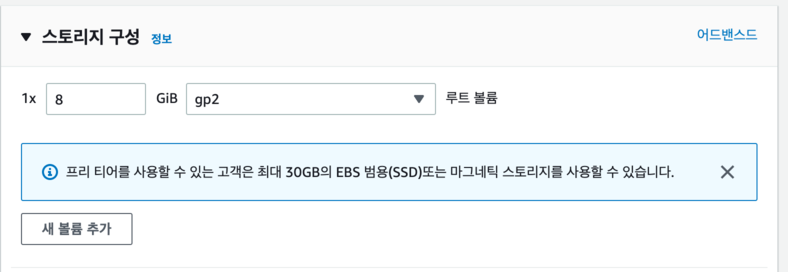 ▼ 스토리지 구성 정보 어드밴스드
1x 8 GiB gp2 루트 볼륨
프리 티어를 사용할 수 있는 고객은 최대 30GB의 EBS 범용(SSD)또는 마그네틱 스토리지를 사용할 수 있습니다.
새 볼륨 추가